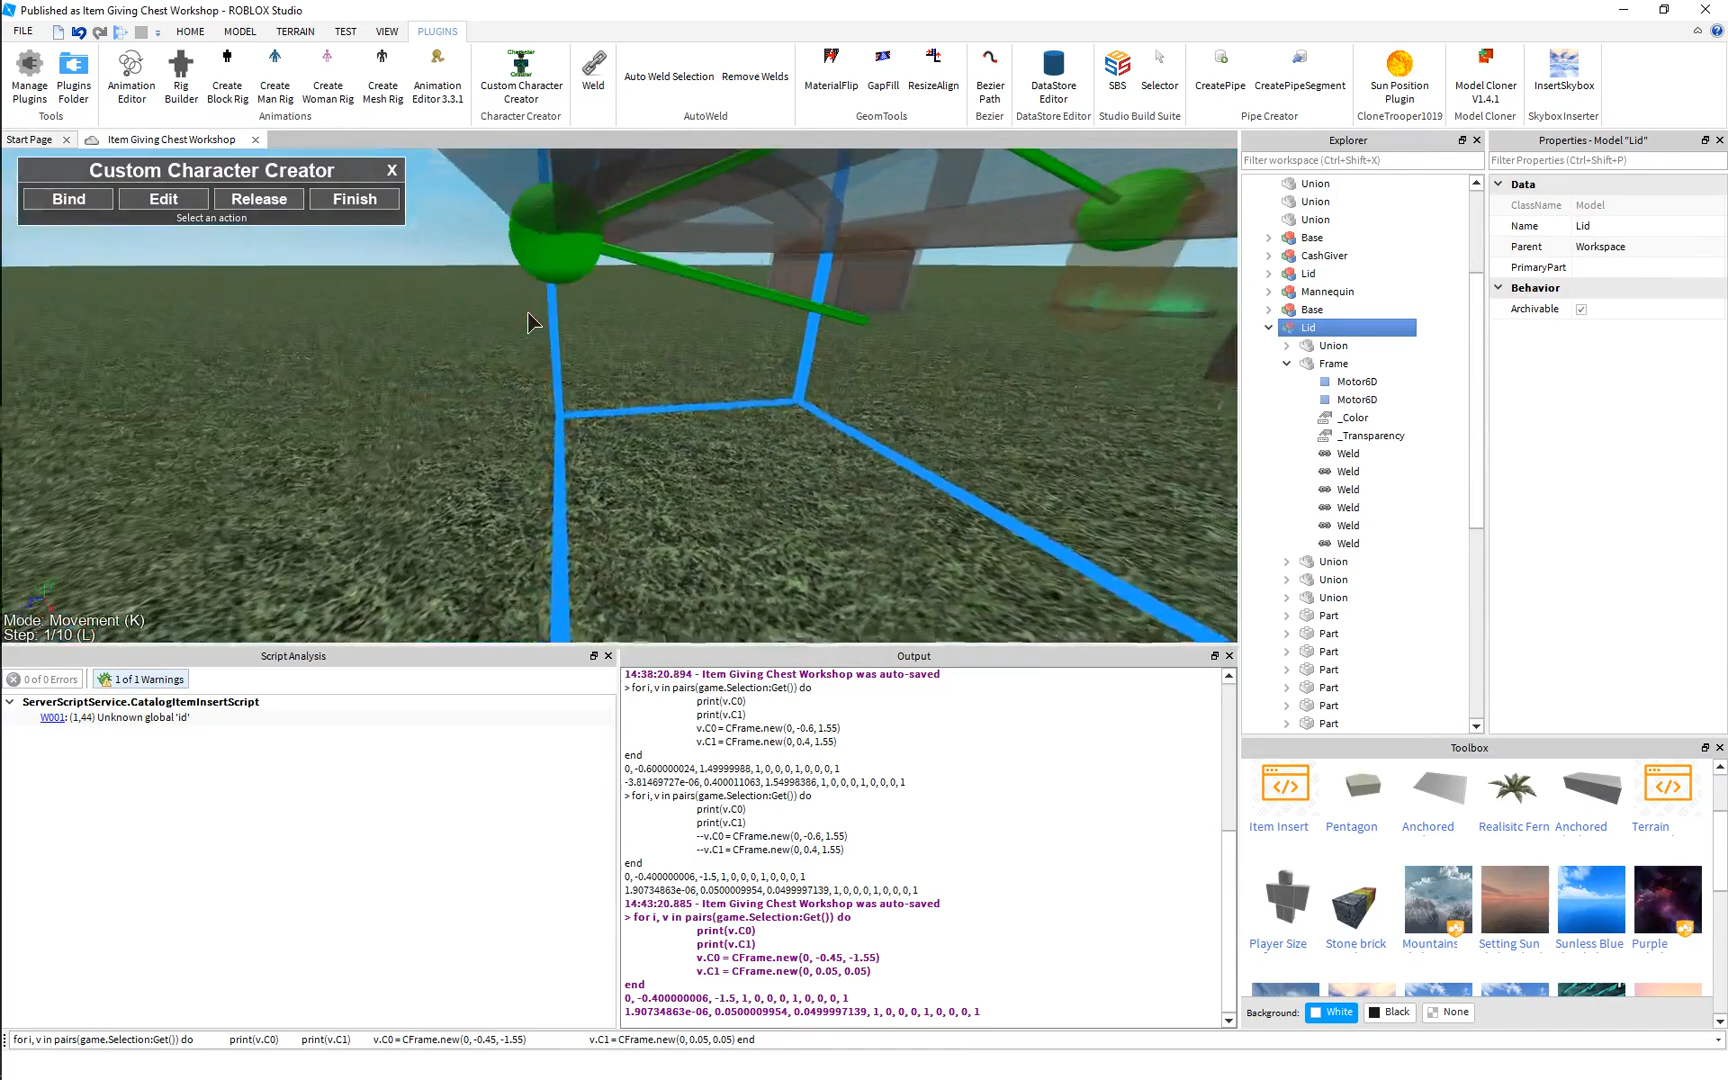 Published as Item Giving Chest Workshop - ROBLOX Studio
FILE HOME MODEL TERRAIN TEST VIEW PLUGINS
Manage Plugins
Plugins Folder
Tools
Animation Editor
Rig Builder
Create Block Rig
Create Man Rig
Create Woman Rig
Create Mesh Rig
Animation Editor 3.3.1
Animations
Character Creator
Custom Character Creator
Character Creator
Weld
Auto Weld Selection
Remove Welds
AutoWeld
MaterialFlip
GapFill
ResizeAlign
GeomTools
Bezier Path
Bezier
DataStore Editor
DataStore Editor
SBS
Selector
Studio Build Suite
CreatePipe
CreatePipeSegment
Pipe Creator
Sun Position Plugin
CloneTrooper1019
Model Cloner V1.4.1
Model Cloner
InsertSkybox
Skybox Inserter
Start Page
Item Giving Chest Workshop
Custom Character Creator X
Bind Edit Release Finish
Select an action
Mode: Movement (K)
Step: 1/10 (L)
Explorer
Filter workspace (Ctrl+Shift+X)
Union
Union
Union
Base
CashGiver
Lid
Mannequin
Base
Lid
Union
Frame
Motor6D
Motor6D
_Color
_Transparency
Weld
Weld
Weld
Weld
Weld
Weld
Union
Union
Union
Part
Part
Part
Part
Part
Part
Part
Properties - Model "Lid"
Filter Properties (Ctrl+Shift+P)
Data
ClassName Model
Name Lid
Parent Workspace
PrimaryPart
Behavior
Archivable
Script Analysis
0 of 0 Errors
1 of 1 Warnings
ServerScriptService.CatalogItemInsertScript
W001: (1,44) Unknown global 'id'
Output
14:38:20.894 - Item Giving Chest Workshop was auto-saved
> for i, v in pairs(game.Selection:Get()) do
print(v.C0)
print(v.C1)
v.C0 = CFrame.new(0, -0.6, 1.55)
v.C1 = CFrame.new(0, 0.4, 1.55)
end
0, -0.600000024, 1.49999988, 1, 0, 0, 0, 1, 0, 0, 0, 1
-3.81469727e-06, 0.400011063, 1.54998386, 1, 0, 0, 0, 1, 0, 0, 0, 1
> for i, v in pairs(game.Selection:Get()) do
print(v.C0)
print(v.C1)
--v.C0 = CFrame.new(0, -0.6, 1.55)
--v.C1 = CFrame.new(0, 0.4, 1.55)
end
0, -0.400000006, -1.5, 1, 0, 0, 0, 1, 0, 0, 0, 1
1.90734863e-06, 0.0500009954, 0.0499997139, 1, 0, 0, 0, 1, 0, 0, 0, 1
14:43:20.885 - Item Giving Chest Workshop was auto-saved
> for i, v in pairs(game.Selection:Get()) do
print(v.C0)
print(v.C1)
v.C0 = CFrame.new(0, -0.45, -1.55)
v.C1 = CFrame.new(0, 0.05, 0.05)
end
0, -0.400000006, -1.5, 1, 0, 0, 0, 1, 0, 0, 0, 1
1.90734863e-06, 0.0500009954, 0.0499997139, 1, 0, 0, 0, 1, 0, 0, 0, 1
Toolbox
Item Insert Pentagon Anchored Realisitc Fern Anchored Terrain
Player Size Stone brick Mountains Setting Sun Sunless Blue Purple
Background: White Black None
for i, v in pairs(game.Selection:Get()) do print(v.C0) print(v.C1) v.C0 = CFrame.new(0, -0.45, -1.55) v.C1 = CFrame.new(0, 0.05, 0.05) end